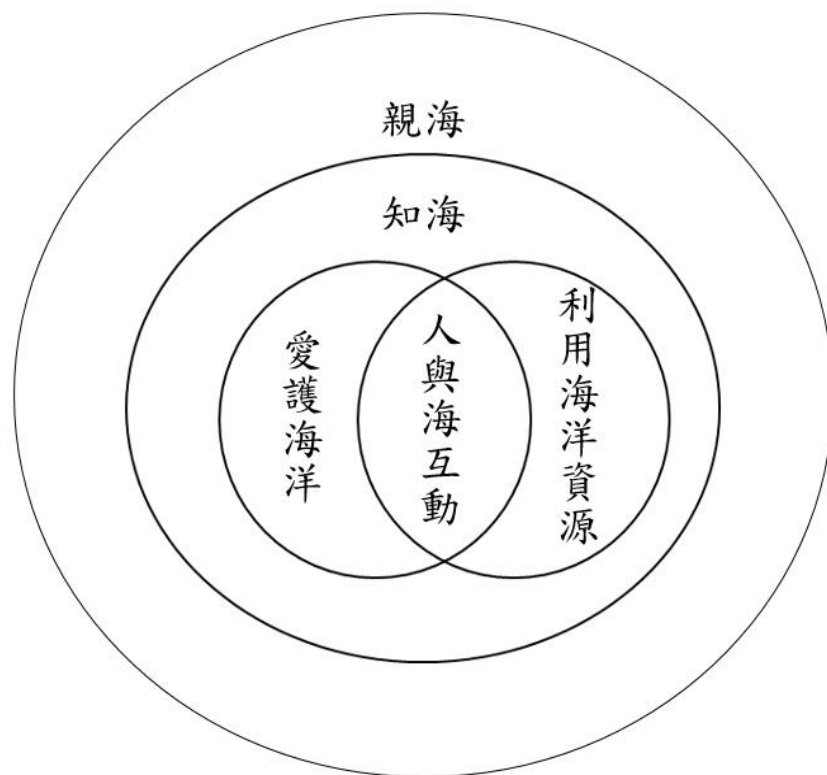 親海
知海
愛護海洋
人與海互動
利用海洋資源